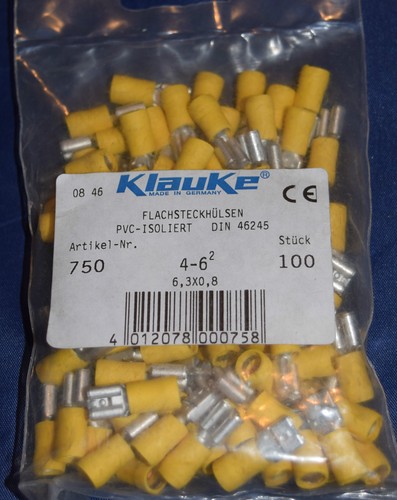 08 46 KlauKe®
MADE IN GERMANY
CE
FLACHSTECKHÜLSEN
PVC-ISOLIERT DIN 46245
Artikel-Nr. Stück
750 4-6² 100
6,3X0,8
4 012078 000758